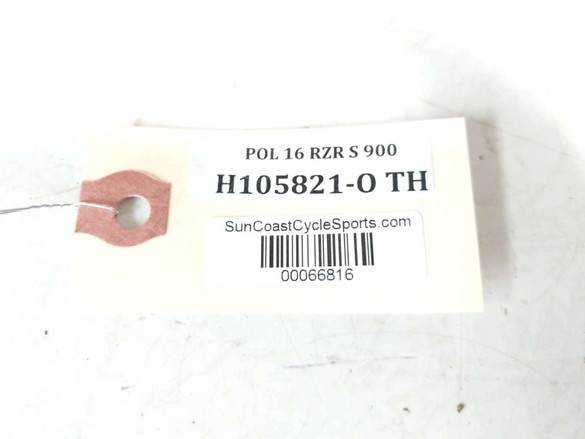 POL 16 RZR S 900
H105821-O TH
SunCoastCycleSports.com
00066816